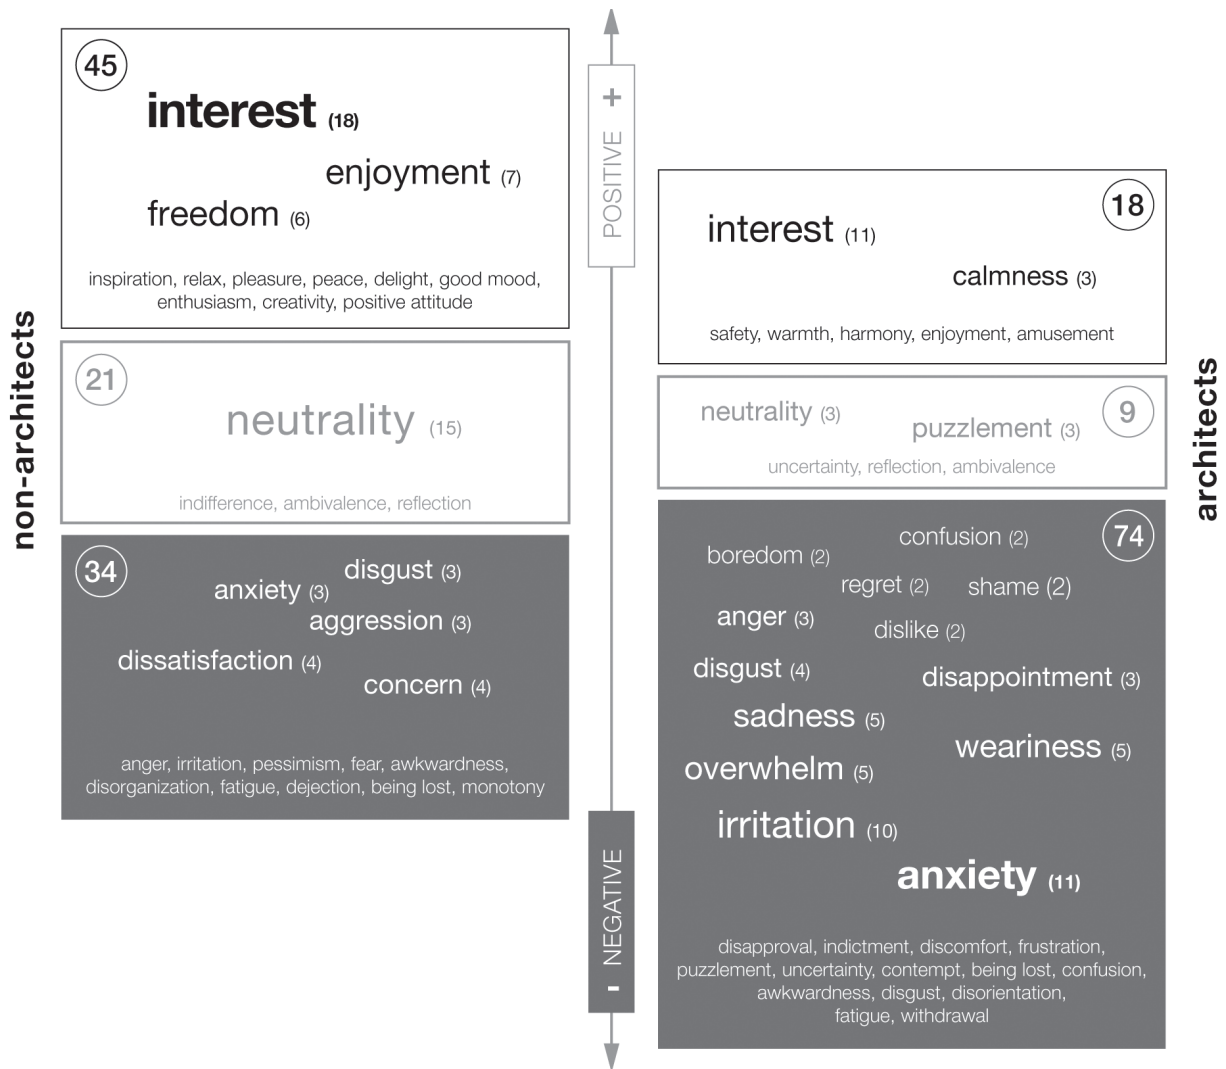 non-architects
45
interest (18)
enjoyment (7)
freedom (6)
inspiration, relax, pleasure, peace, delight, good mood,
enthusiasm, creativity, positive attitude
21
neutrality (15)
indifference, ambivalence, reflection
34
disgust (3)
anxiety (3)
aggression (3)
dissatisfaction (4)
concern (4)
anger, irritation, pessimism, fear, awkwardness,
disorganization, fatigue, dejection, being lost, monotony
POSITIVE +
- NEGATIVE
18
interest (11)
calmness (3)
safety, warmth, harmony, enjoyment, amusement
9
neutrality (3)
puzzlement (3)
uncertainty, reflection, ambivalence
74
confusion (2)
boredom (2)
regret (2) shame (2)
anger (3)
dislike (2)
disgust (4)
disappointment (3)
sadness (5)
weariness (5)
overwhelm (5)
irritation (10)
anxiety (11)
disapproval, indictment, discomfort, frustration,
puzzlement, uncertainty, contempt, being lost, confusion,
awkwardness, disgust, disorientation,
fatigue, withdrawal
architects